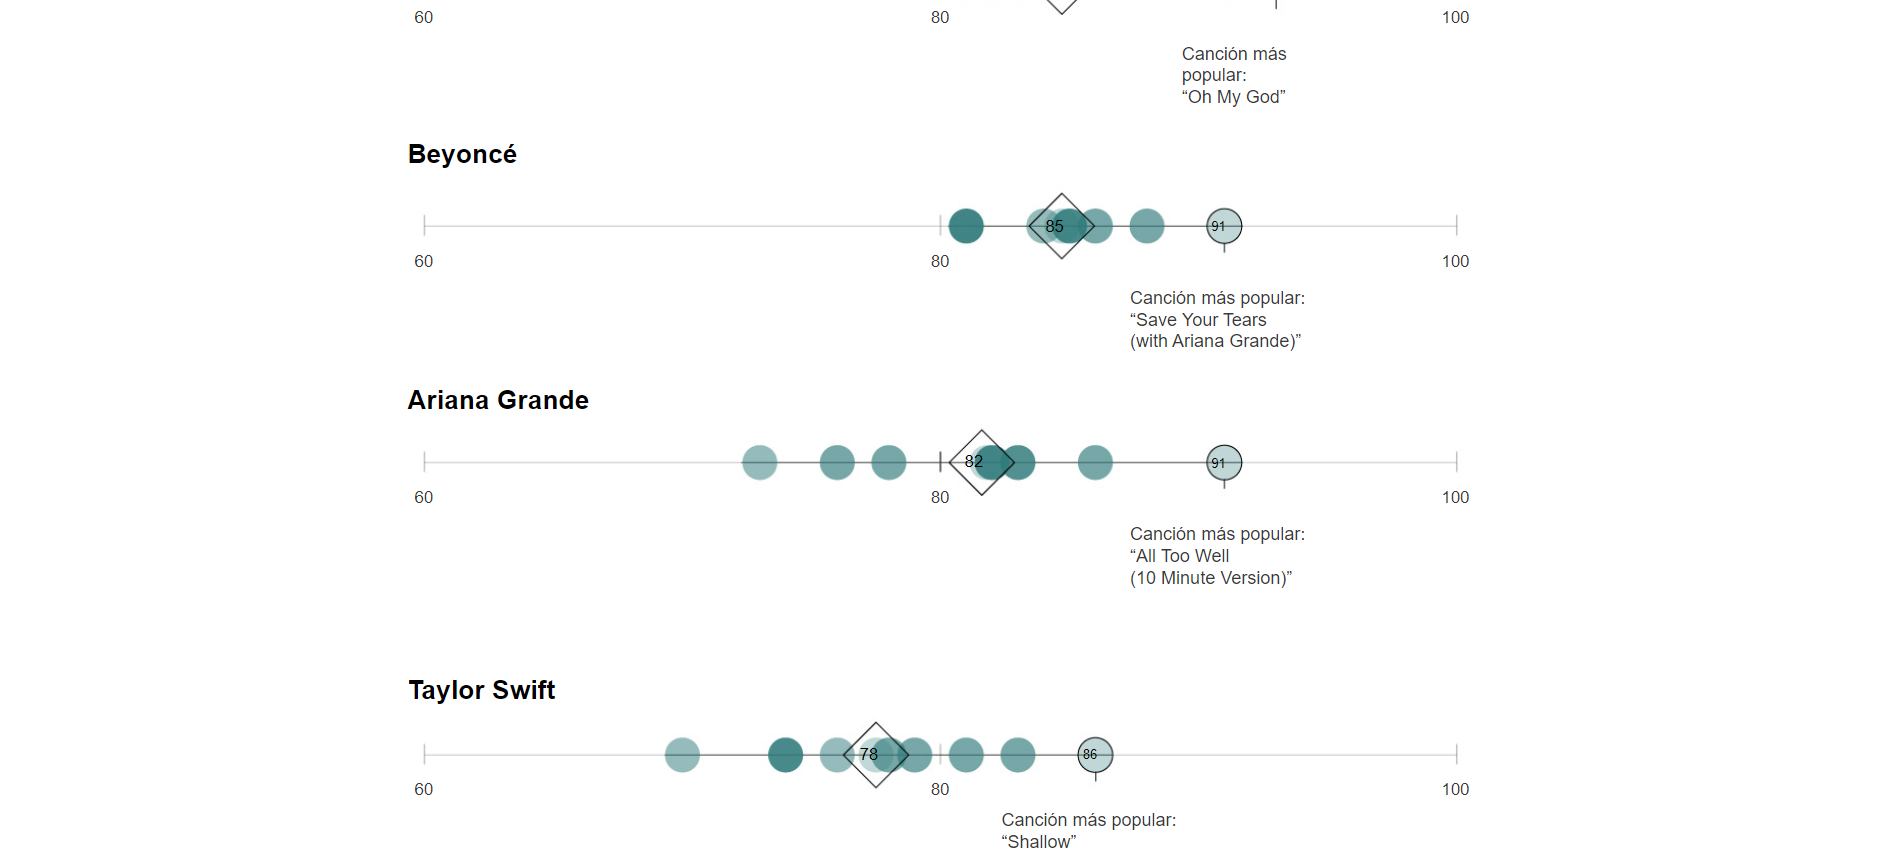 60 80 100
Canción más
popular:
“Oh My God”
Beyoncé
85 91
60 80 100
Canción más popular:
“Save Your Tears
(with Ariana Grande)”
Ariana Grande
82 91
60 80 100
Canción más popular:
“All Too Well
(10 Minute Version)”
Taylor Swift
78 86
60 80 100
Canción más popular:
“Shallow”